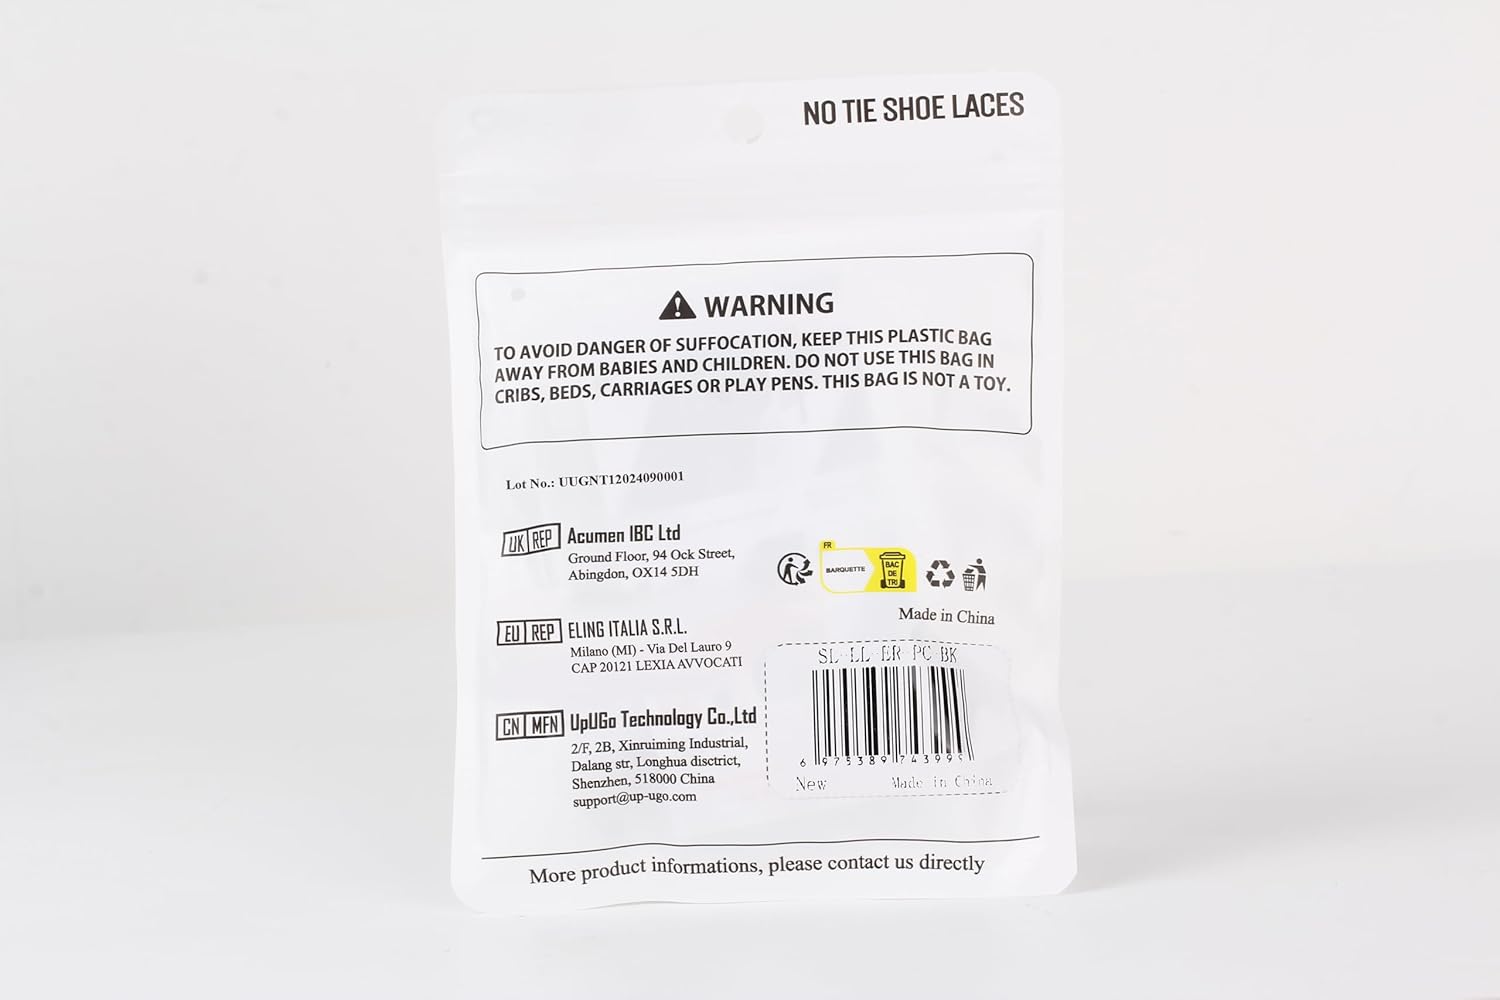 NO TIE SHOE LACES
WARNING
TO AVOID DANGER OF SUFFOCATION, KEEP THIS PLASTIC BAG
AWAY FROM BABIES AND CHILDREN. DO NOT USE THIS BAG IN
CRIBS, BEDS, CARRIAGES OR PLAY PENS. THIS BAG IS NOT A TOY.
Lot No.: UUGNT12024090001
UK REP Acumen IBC Ltd
Ground Floor, 94 Ock Street,
Abingdon, OX14 5DH
FR
BARQUETTE
BAC
DE
TRI
Made in China
EU REP ELING ITALIA S.R.L.
Milano (MI) - Via Del Lauro 9
CAP 20121 LEXIA AVVOCATI
CN MFN UpUGo Technology Co.,Ltd
2/F, 2B, Xinruiming Industrial,
Dalang str, Longhua disctrict,
Shenzhen, 518000 China
support@up-ugo.com
SL-LL-ER-PC-BK
6 975389 743999
New Made in China
More product informations, please contact us directly